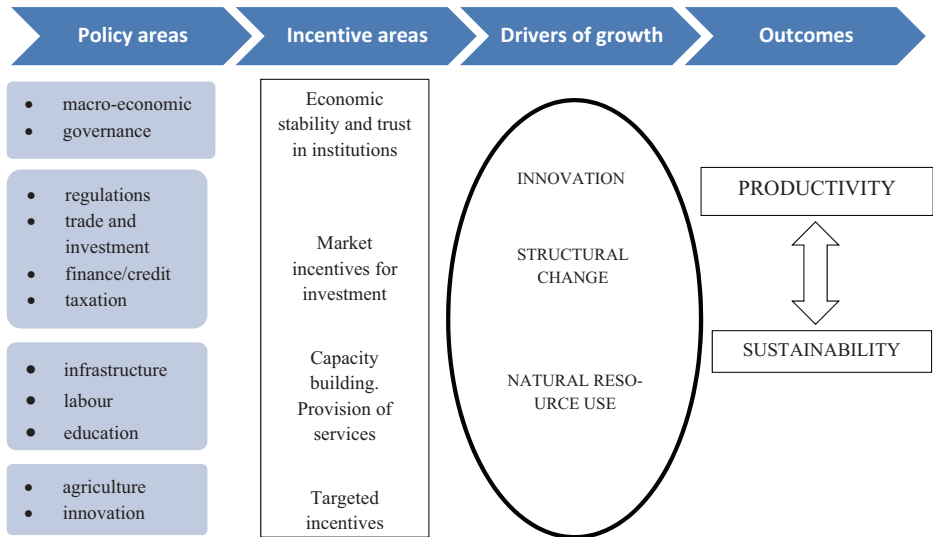 Policy areas
Incentive areas
Drivers of growth
Outcomes
• macro-economic
• governance
• regulations
• trade and
investment
• finance/credit
• taxation
• infrastructure
• labour
• education
• agriculture
• innovation
Economic
stability and trust
in institutions
Market
incentives for
investment
Capacity
building.
Provision of
services
Targeted
incentives
INNOVATION
STRUCTURAL
CHANGE
NATURAL RESO-
URCE USE
PRODUCTIVITY
SUSTAINABILITY